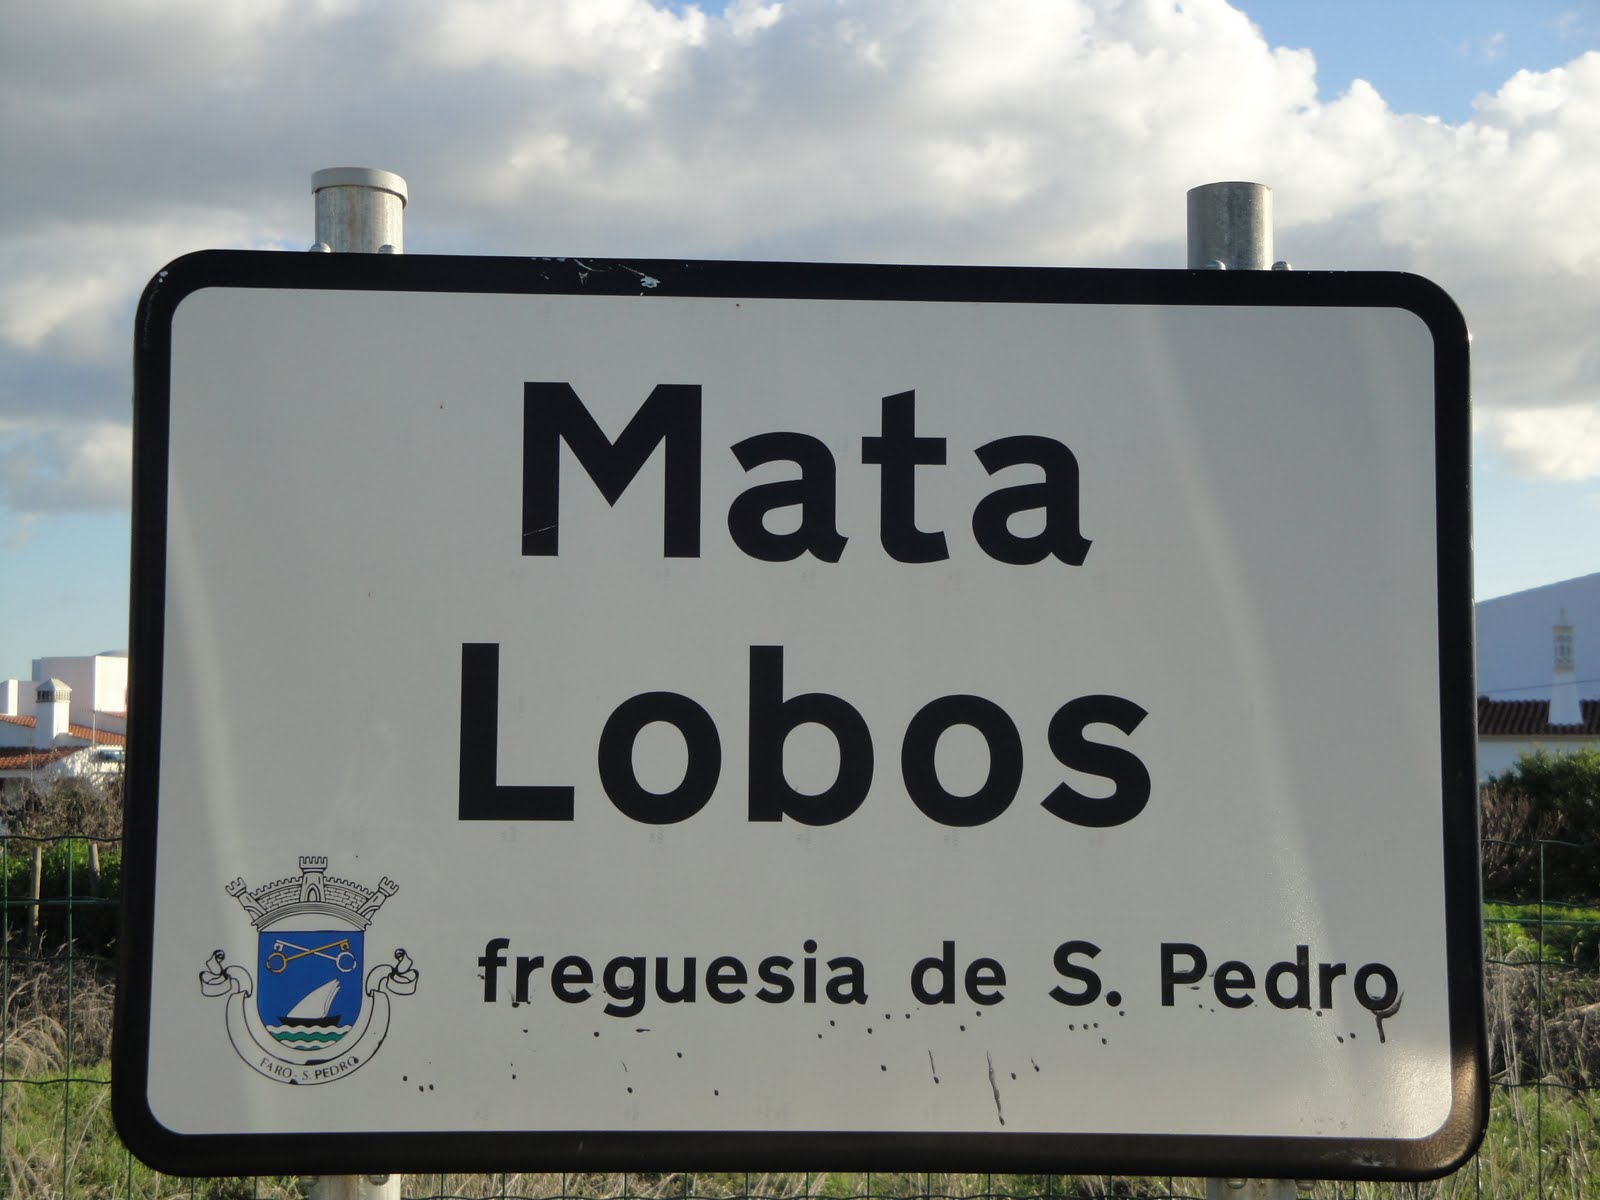 Mata
Lobos
freguesia de S. Pedro
FARO - S. PEDRO